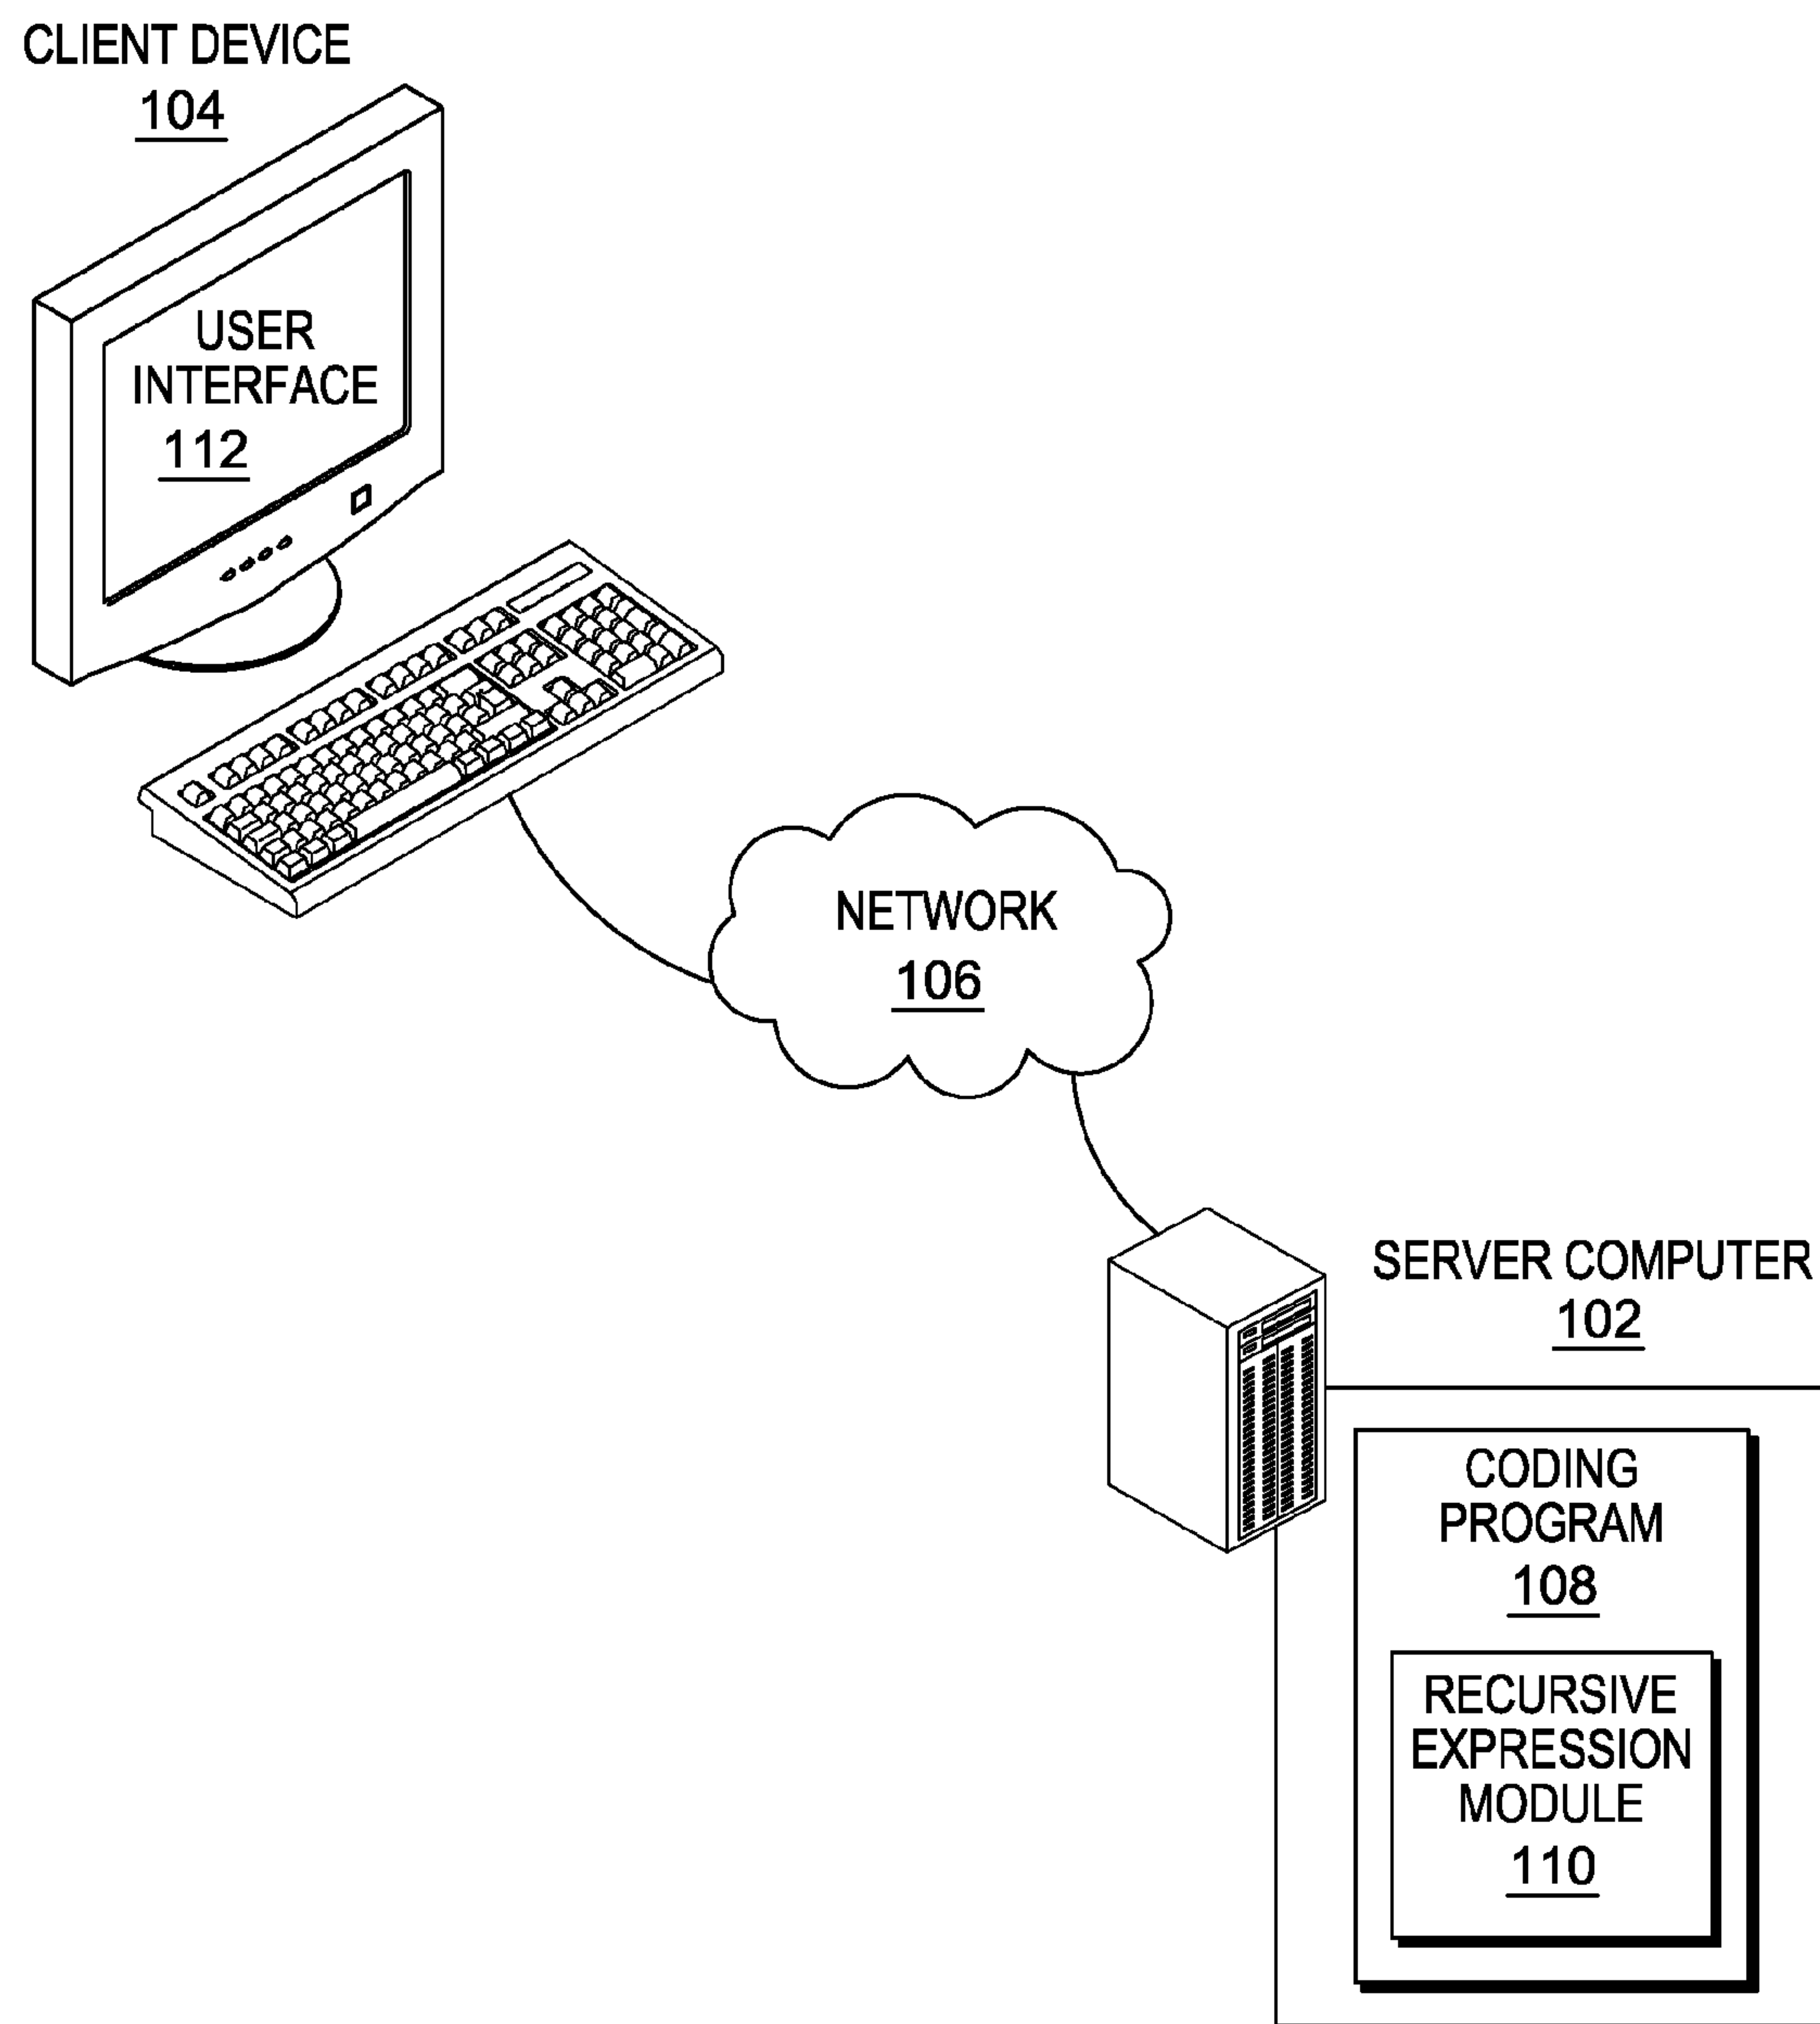 CLIENT DEVICE
104
USER
INTERFACE
112
NETWORK
106
SERVER COMPUTER
102
CODING
PROGRAM
108
RECURSIVE
EXPRESSION
MODULE
110